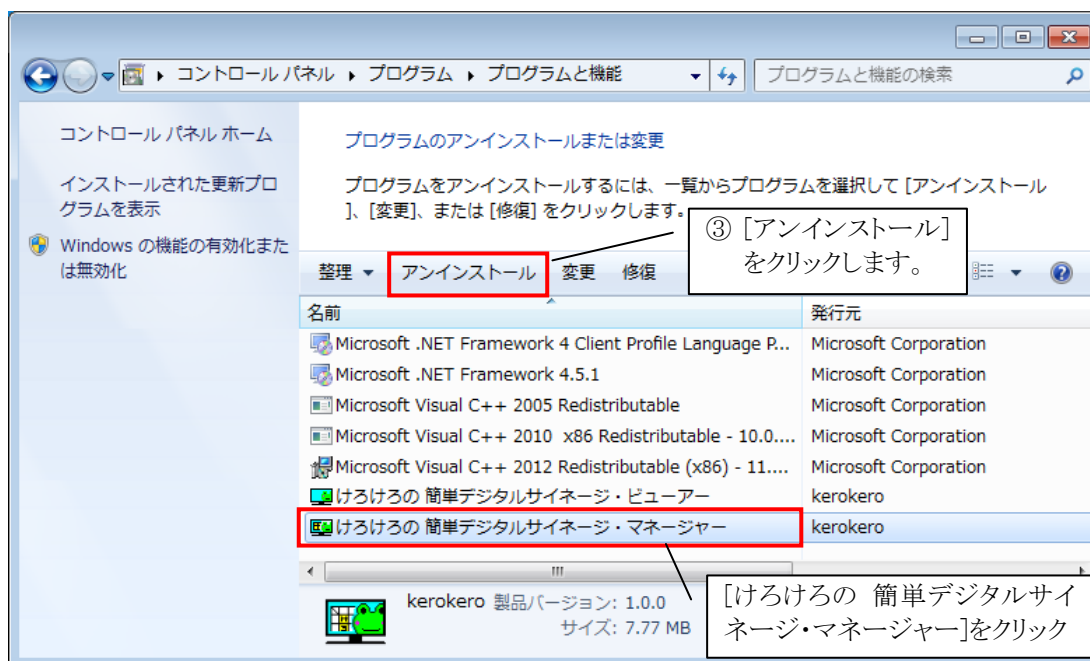 コントロール パネル ▸ プログラム ▸ プログラムと機能
プログラムと機能の検索
コントロール パネル ホーム
インストールされた更新プロ
グラムを表示
Windows の機能の有効化また
は無効化
プログラムのアンインストールまたは変更
プログラムをアンインストールするには、一覧からプログラムを選択して [アンインストール
]、[変更]、または [修復] をクリックします。
③ [アンインストール]
をクリックします。
整理 アンインストール 変更 修復
名前 発行元
Microsoft .NET Framework 4 Client Profile Language P... Microsoft Corporation
Microsoft .NET Framework 4.5.1 Microsoft Corporation
Microsoft Visual C++ 2005 Redistributable Microsoft Corporation
Microsoft Visual C++ 2010 x86 Redistributable - 10.0.... Microsoft Corporation
Microsoft Visual C++ 2012 Redistributable (x86) - 11.... Microsoft Corporation
けろけろの 簡単デジタルサイネージ・ビューアー kerokero
けろけろの 簡単デジタルサイネージ・マネージャー kerokero
kerokero 製品バージョン: 1.0.0
サイズ: 7.77 MB
[けろけろの 簡単デジタルサイ
ネージ・マネージャー]をクリック